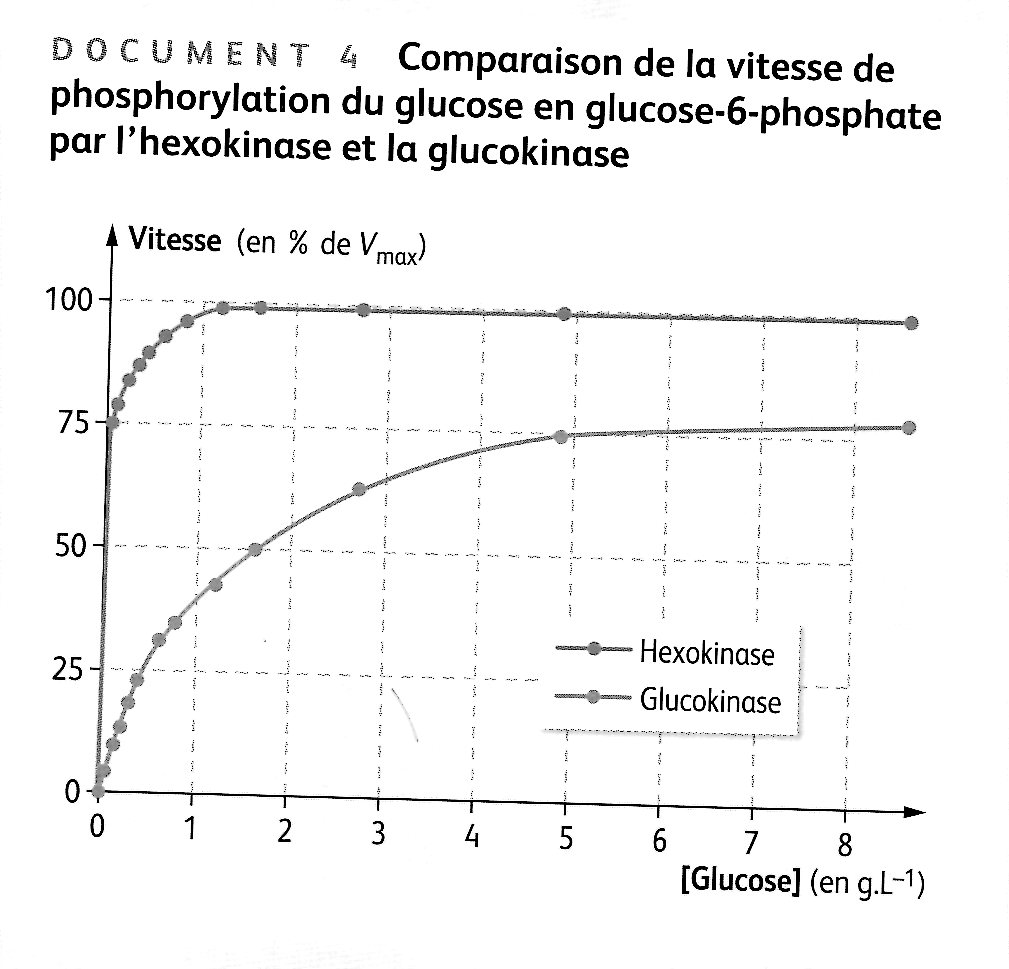 DOCUMENT 4 Comparaison de la vitesse de
phosphorylation du glucose en glucose-6-phosphate
par l'hexokinase et la glucokinase
Vitesse (en % de Vmax)
100
75
50
25
0
0 1 2 3 4 5 6 7 8
Hexokinase
Glucokinase
[Glucose] (en g.L⁻¹)